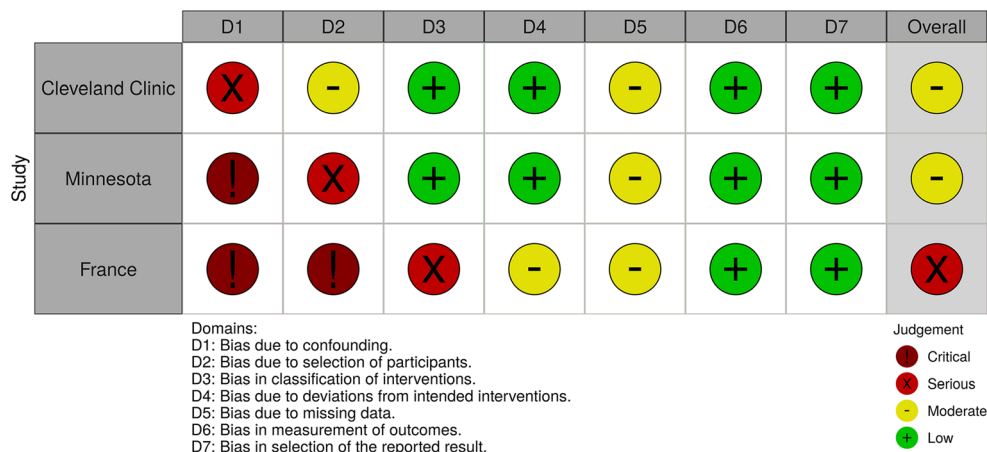 D1 D2 D3 D4 D5 D6 D7 Overall
Study
Cleveland Clinic X - + + - + + -
Minnesota ! X + + - + + -
France ! ! X - - + + X
Domains:
D1: Bias due to confounding.
D2: Bias due to selection of participants.
D3: Bias in classification of interventions.
D4: Bias due to deviations from intended interventions.
D5: Bias due to missing data.
D6: Bias in measurement of outcomes.
D7: Bias in selection of the reported result.
Judgement
! Critical
X Serious
- Moderate
+ Low